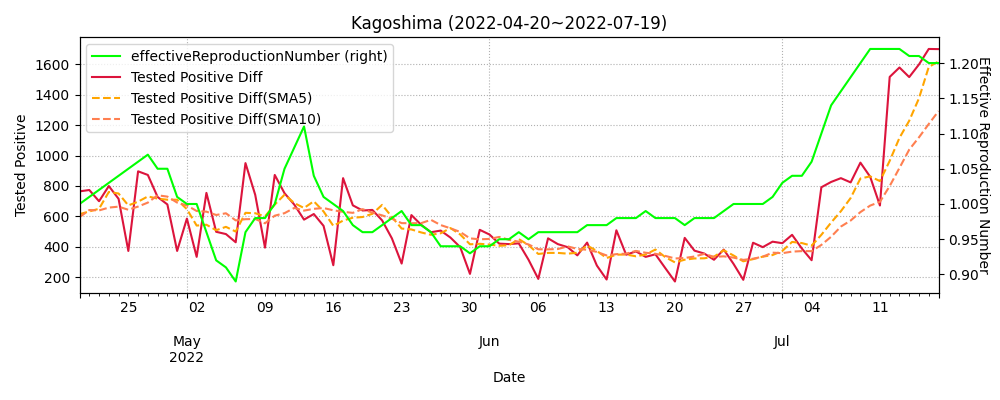 Kagoshima (2022-04-20~2022-07-19)
effectiveReproductionNumber (right)
Tested Positive Diff
Tested Positive Diff(SMA5)
Tested Positive Diff(SMA10)
Tested Positive
1600
1400
1200
1000
800
600
400
200
1.20
1.15
1.10
1.05
1.00
0.95
0.90
Effective Reproduction Number
25 02 09 16 23 30 06 13 20 27 04 11
May Jun Jul
2022
Date